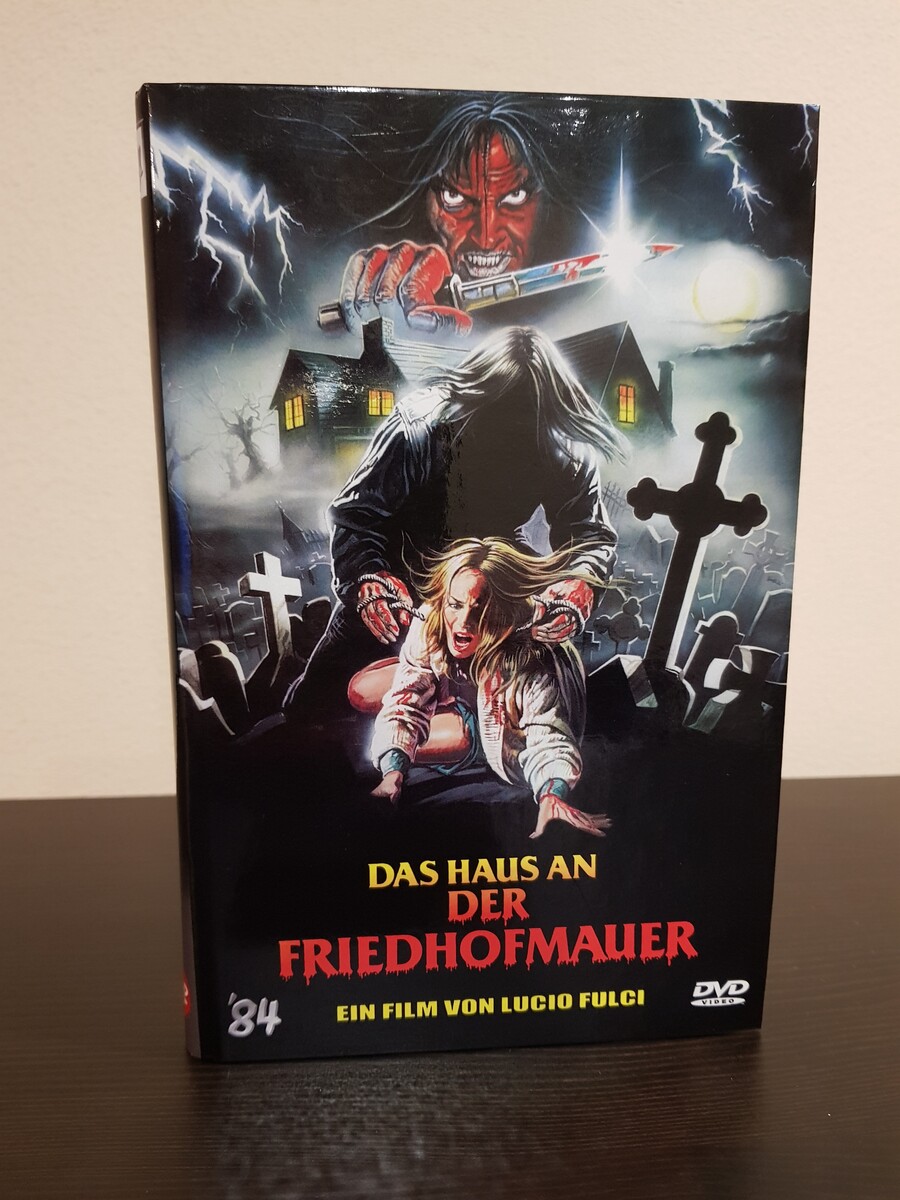 DAS HAUS AN
DER
FRIEDHOFMAUER
EIN FILM VON LUCIO FULCI
DVD
VIDEO
'84